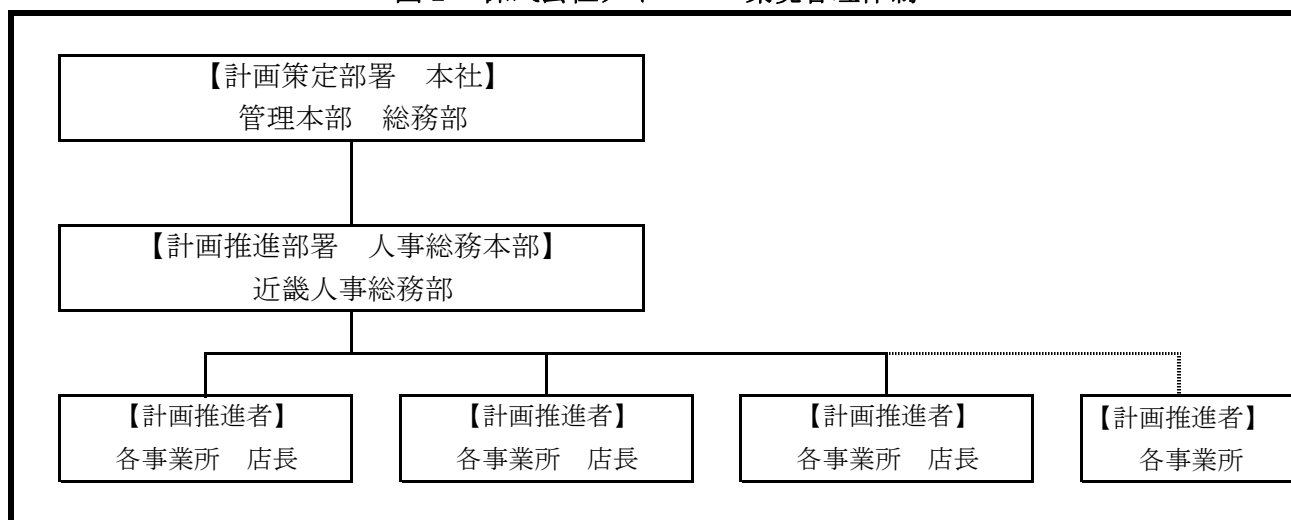 【計画策定部署　本社】
管理本部　総務部
【計画推進部署　人事総務本部】
近畿人事総務部
【計画推進者】
各事業所　店長
【計画推進者】
各事業所　店長
【計画推進者】
各事業所　店長
【計画推進者】
各事業所